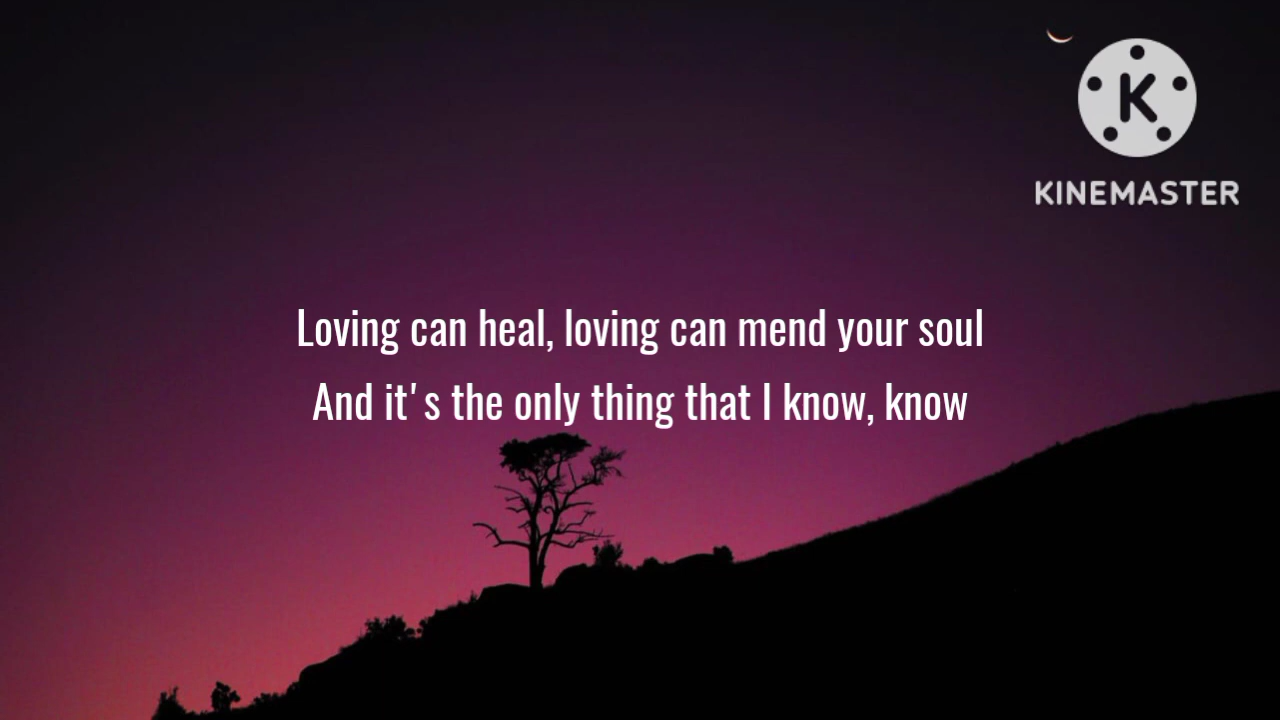 K
KINEMASTER
Loving can heal, loving can mend your soul
And it's the only thing that I know, know